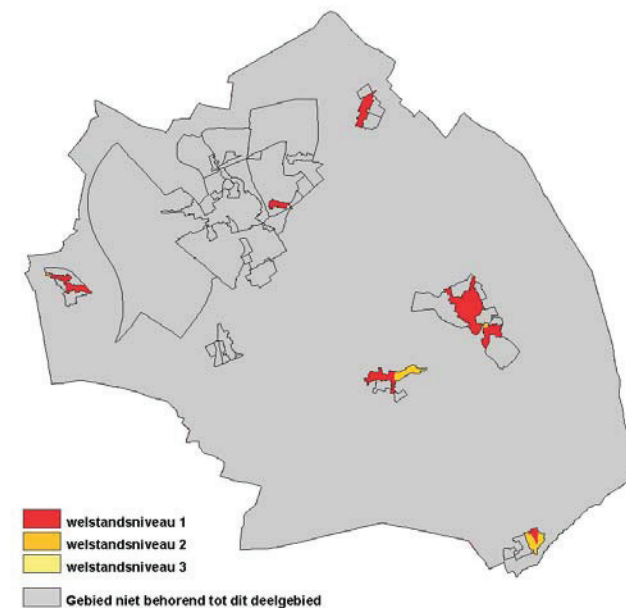 welstandsniveau 1
welstandsniveau 2
welstandsniveau 3
Gebied niet behorend tot dit deelgebied